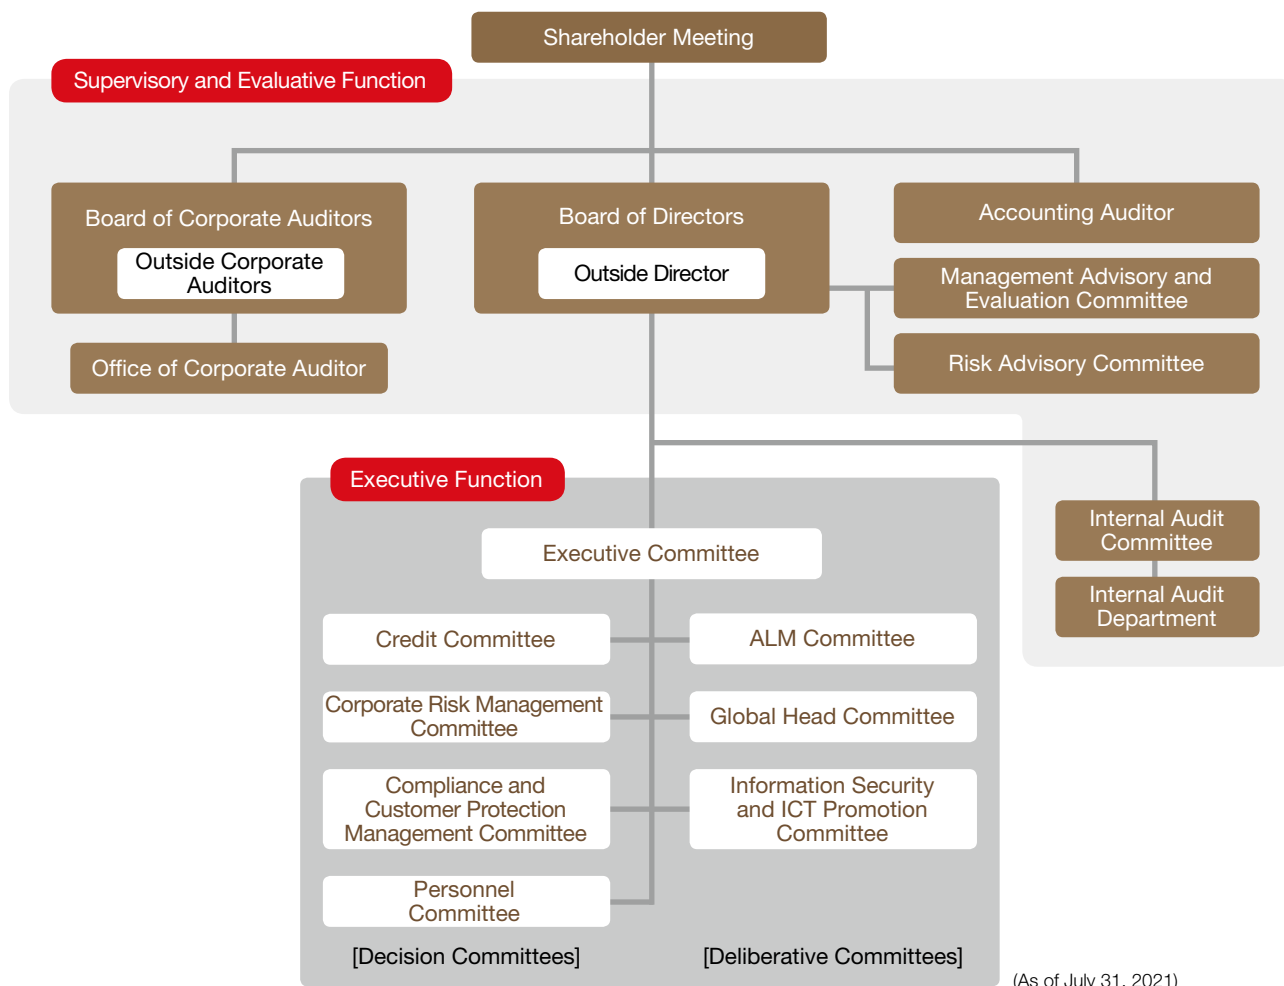 Shareholder Meeting
Supervisory and Evaluative Function
Board of Corporate Auditors
Outside Corporate
Auditors
Office of Corporate Auditor
Board of Directors
Outside Director
Accounting Auditor
Management Advisory and
Evaluation Committee
Risk Advisory Committee
Internal Audit
Committee
Internal Audit
Department
Executive Function
Executive Committee
Credit Committee
Corporate Risk Management
Committee
Compliance and
Customer Protection
Management Committee
Personnel
Committee
[Decision Committees]
ALM Committee
Global Head Committee
Information Security
and ICT Promotion
Committee
[Deliberative Committees]
(As of July 31, 2021)